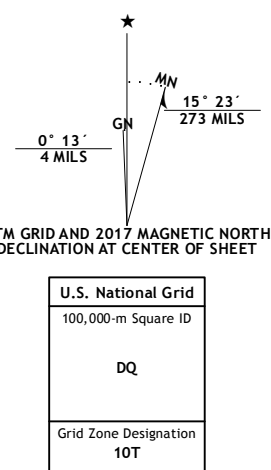 ★
MN
15° 23´
273 MILS
GN
0° 13´
4 MILS
TM GRID AND 2017 MAGNETIC NORTH
DECLINATION AT CENTER OF SHEET
U.S. National Grid
100,000-m Square ID
DQ
Grid Zone Designation
10T